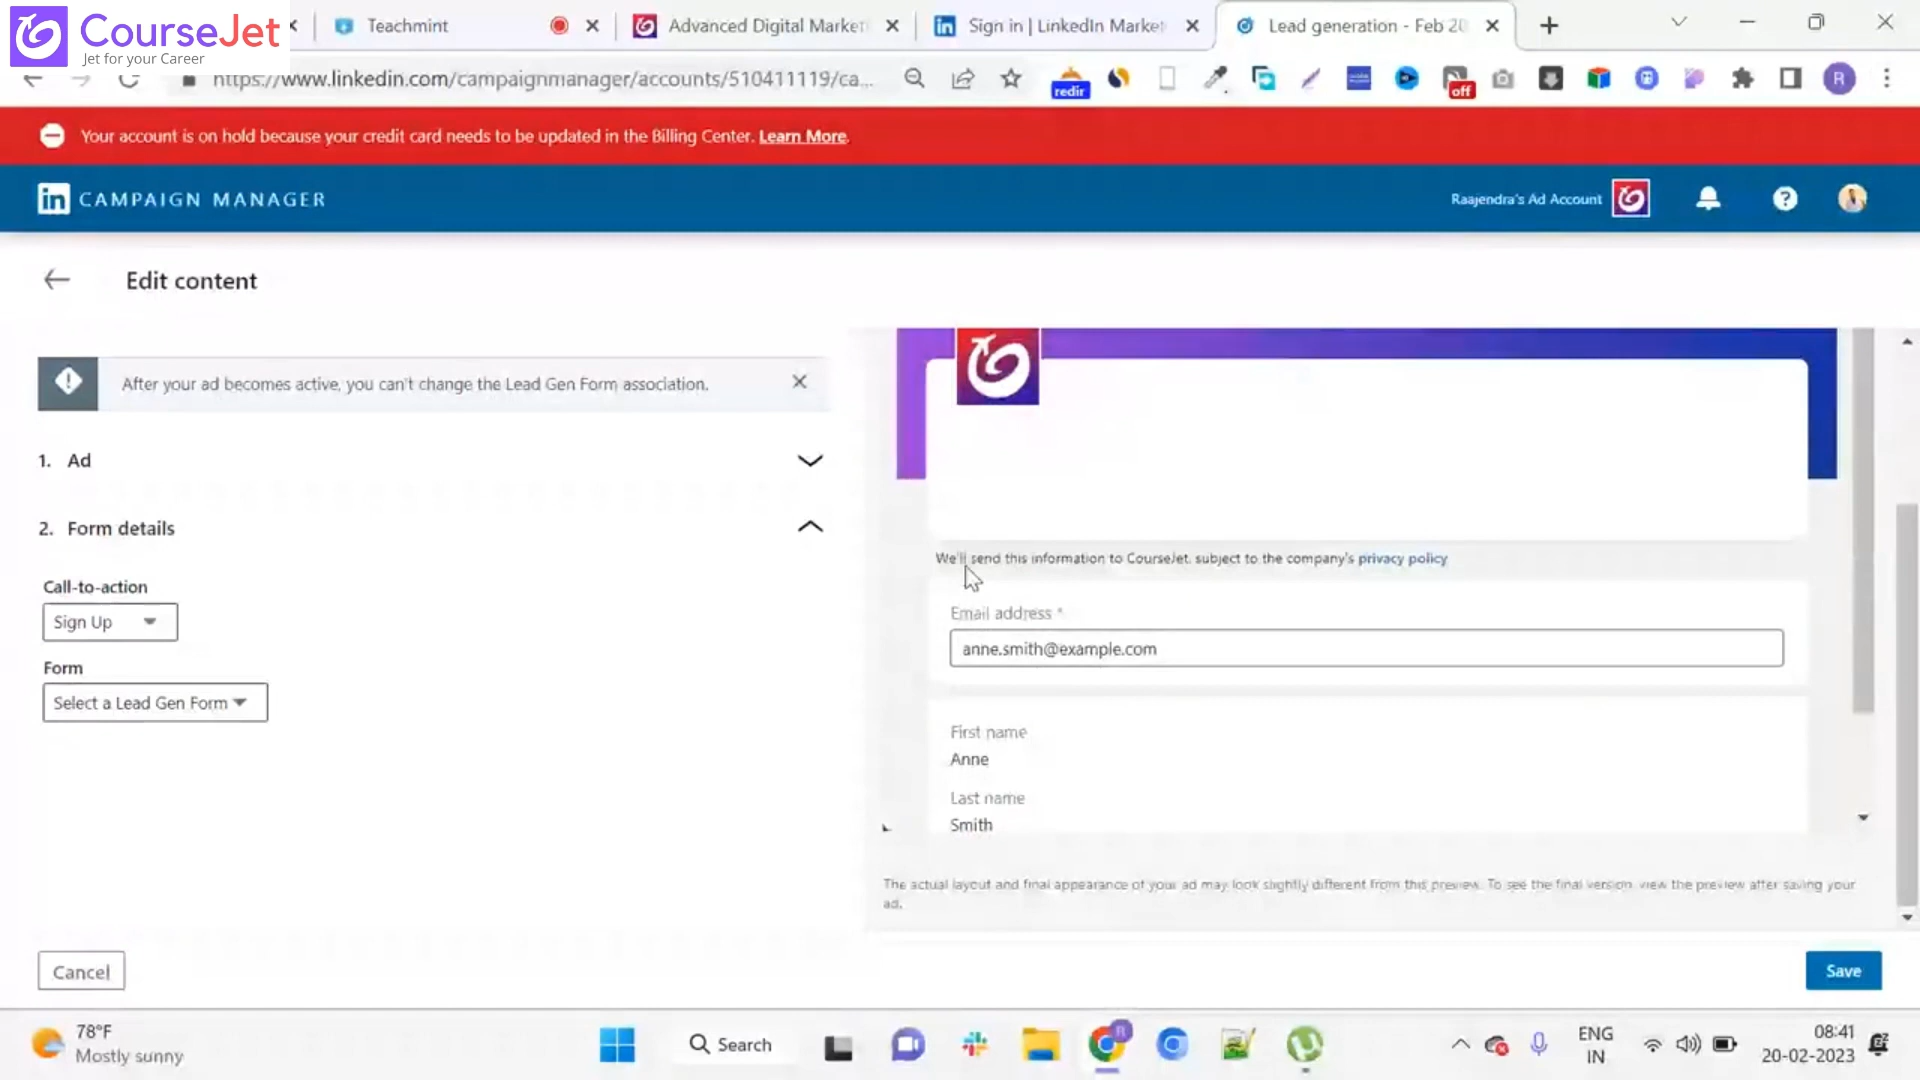 CourseJet
Jet for your Career
Teachmint
Advanced Digital Market
Sign in | LinkedIn Market
Lead generation - Feb 20
https://www.linkedin.com/campaignmanager/accounts/510411119/ca...
redir
off
R
Your account is on hold because your credit card needs to be updated in the Billing Center. Learn More.
in CAMPAIGN MANAGER
Raajendra's Ad Account
Edit content
After your ad becomes active, you can't change the Lead Gen Form association.
1. Ad
2. Form details
Call-to-action
Sign Up
Form
Select a Lead Gen Form
We'll send this information to CourseJet, subject to the company's privacy policy
Email address *
anne.smith@example.com
First name
Anne
Last name
Smith
The actual layout and final appearance of your ad may look slightly different from this preview. To see the final version, view the preview after saving your
ad.
Cancel
Save
78°F
Mostly sunny
Search
R
ENG
IN
08:41
20-02-2023